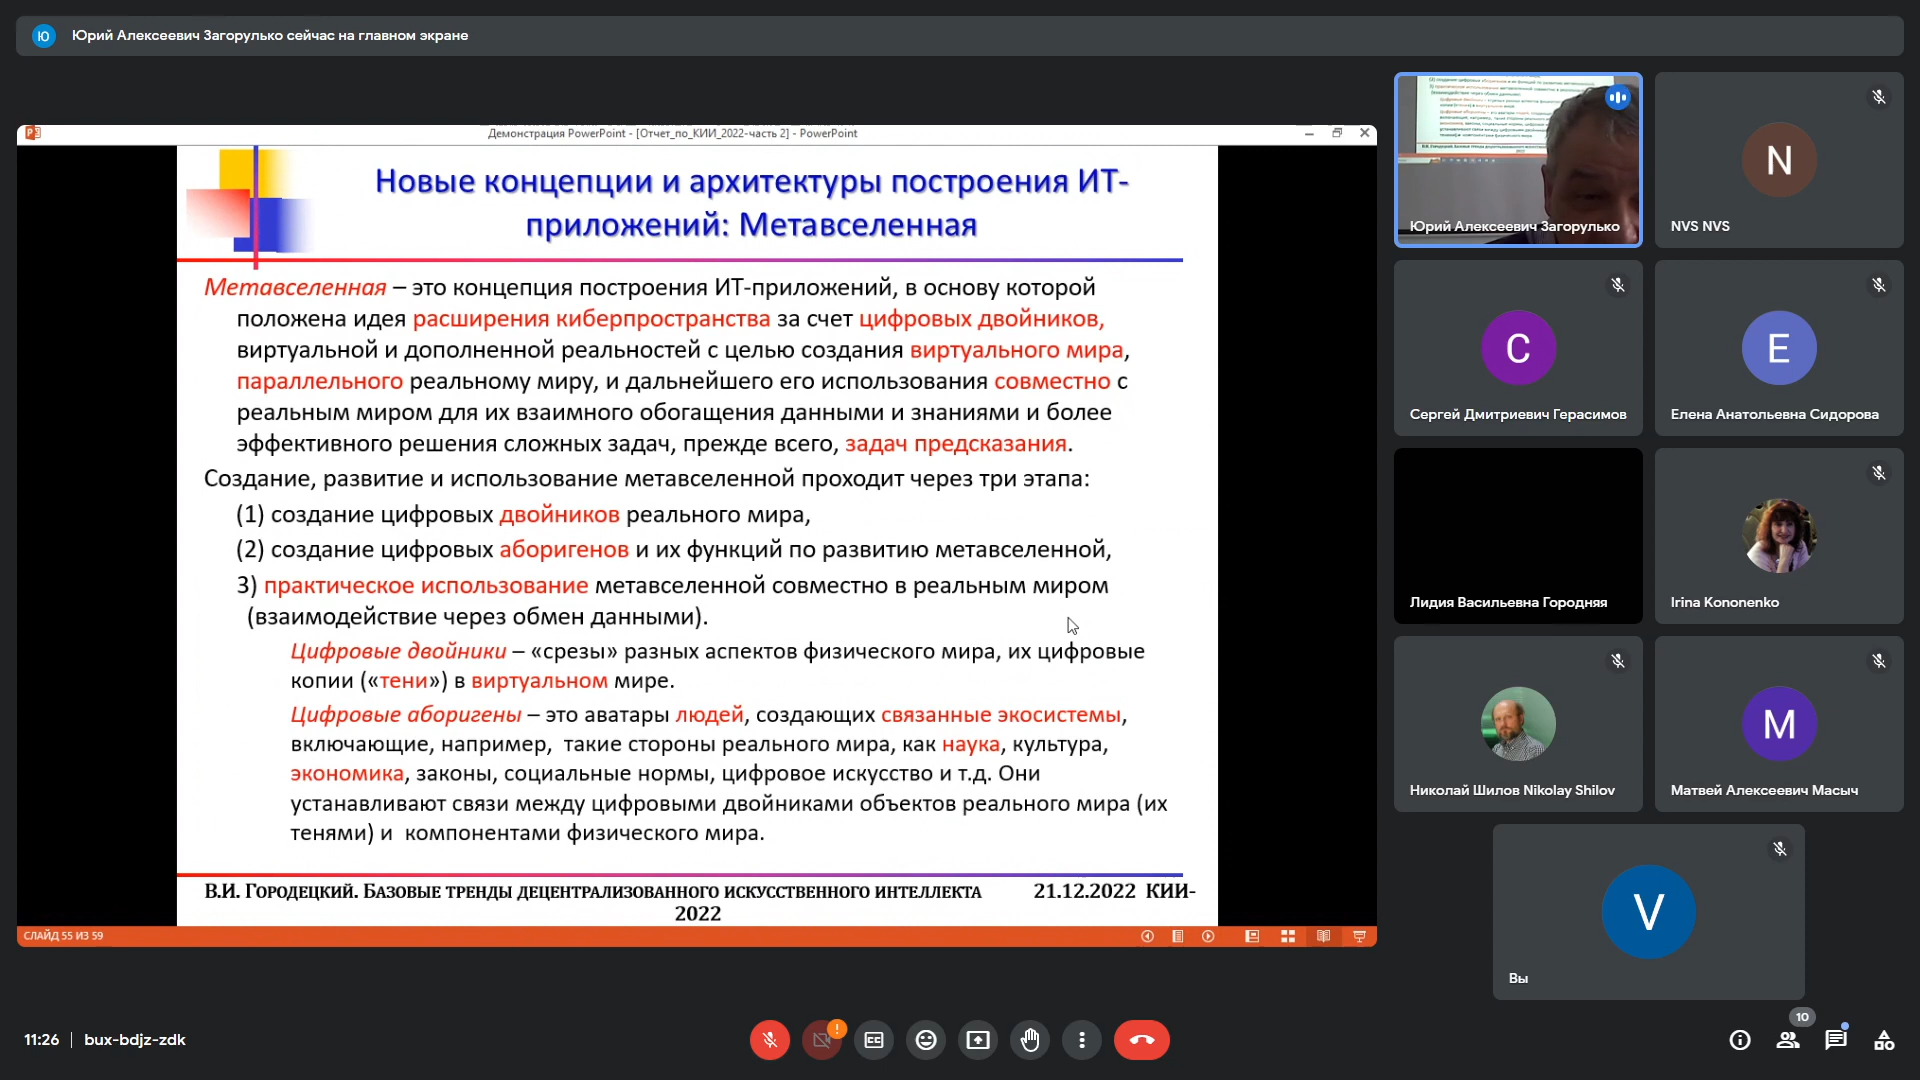 Ю Юрий Алексеевич Загорулько сейчас на главном экране
Демонстрация PowerPoint - [Отчет_по_КИИ_2022-часть 2] - PowerPoint
Новые концепции и архитектуры построения ИТ-
приложений: Метавселенная
Метавселенная – это концепция построения ИТ-приложений, в основу которой
положена идея расширения киберпространства за счет цифровых двойников,
виртуальной и дополненной реальностей с целью создания виртуального мира,
параллельного реальному миру, и дальнейшего его использования совместно с
реальным миром для их взаимного обогащения данными и знаниями и более
эффективного решения сложных задач, прежде всего, задач предсказания.
Создание, развитие и использование метавселенной проходит через три этапа:
(1) создание цифровых двойников реального мира,
(2) создание цифровых аборигенов и их функций по развитию метавселенной,
3) практическое использование метавселенной совместно в реальным миром
(взаимодействие через обмен данными).
Цифровые двойники – «срезы» разных аспектов физического мира, их цифровые
копии («тени») в виртуальном мире.
Цифровые аборигены – это аватары людей, создающих связанные экосистемы,
включающие, например, такие стороны реального мира, как наука, культура,
экономика, законы, социальные нормы, цифровое искусство и т.д. Они
устанавливают связи между цифровыми двойниками объектов реального мира (их
тенями) и компонентами физического мира.
В.И. Городецкий. Базовые тренды децентрализованного искусственного интеллекта 21.12.2022 КИИ-
2022
СЛАЙД 55 ИЗ 59
Юрий Алексеевич Загорулько
N
NVS NVS
С
Сергей Дмитриевич Герасимов
Е
Елена Анатольевна Сидорова
Лидия Васильевна Городняя
Irina Kononenko
Николай Шилов Nikolay Shilov
М
Матвей Алексеевич Масыч
V
Вы
11:26 | bux-bdjz-zdk
!
CC
10